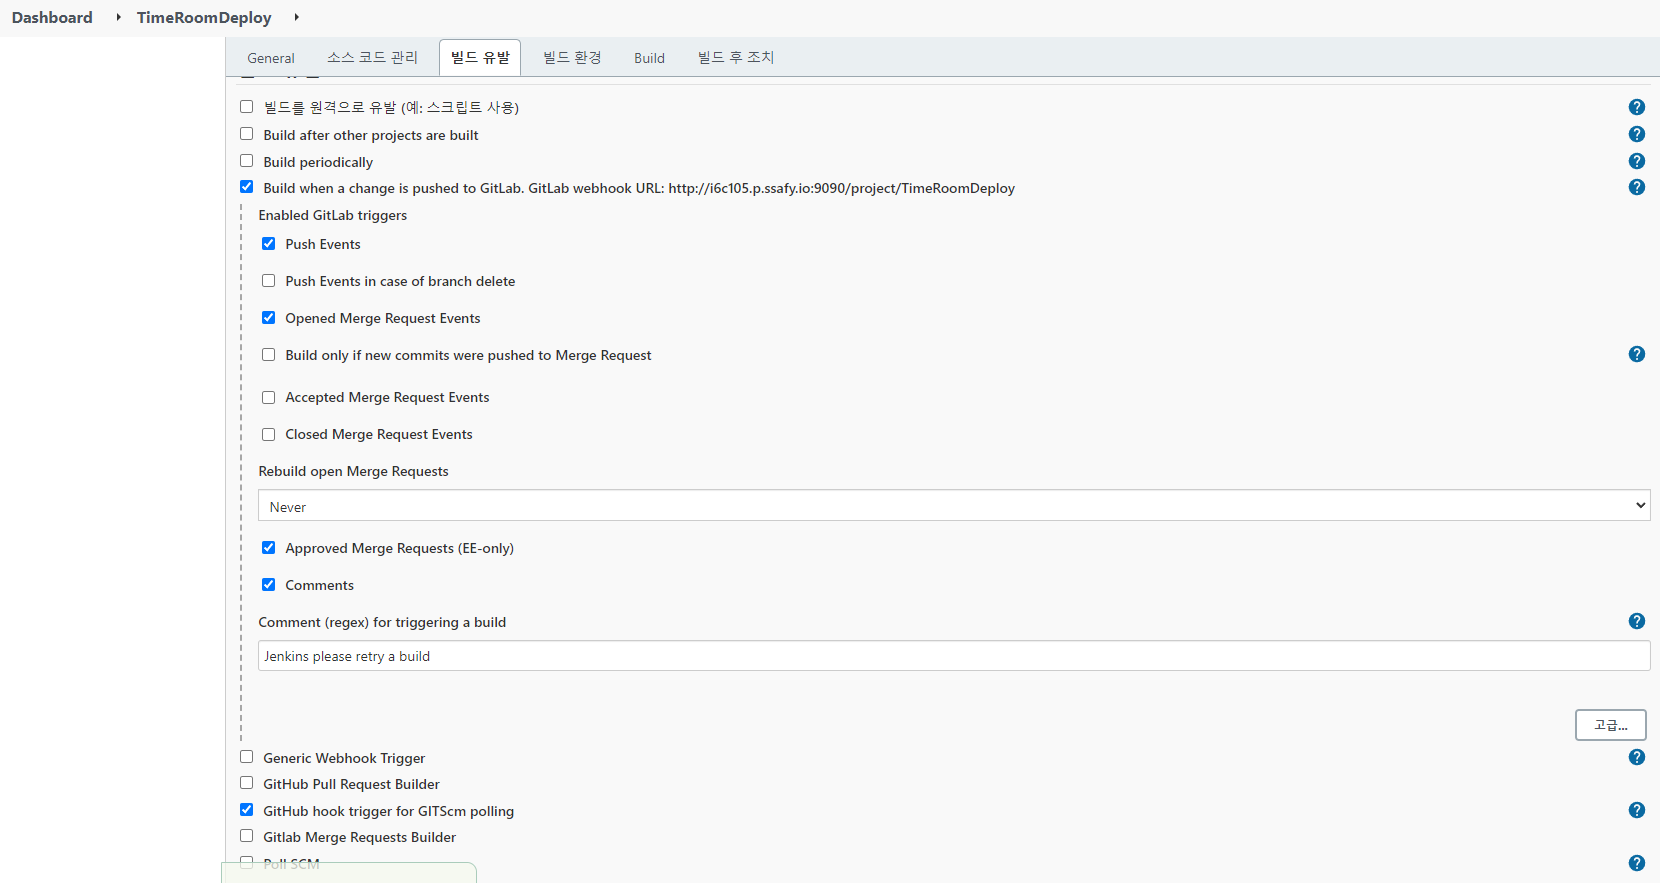 Dashboard TimeRoomDeploy
General 소스 코드 관리 빌드 유발 빌드 환경 Build 빌드 후 조치
빌드를 원격으로 유발 (예: 스크립트 사용)
Build after other projects are built
Build periodically
Build when a change is pushed to GitLab. GitLab webhook URL: http://i6c105.p.ssafy.io:9090/project/TimeRoomDeploy
Enabled GitLab triggers
Push Events
Push Events in case of branch delete
Opened Merge Request Events
Build only if new commits were pushed to Merge Request
Accepted Merge Request Events
Closed Merge Request Events
Rebuild open Merge Requests
Never
Approved Merge Requests (EE-only)
Comments
Comment (regex) for triggering a build
Jenkins please retry a build
고급...
Generic Webhook Trigger
GitHub Pull Request Builder
GitHub hook trigger for GITScm polling
Gitlab Merge Requests Builder
Poll SCM